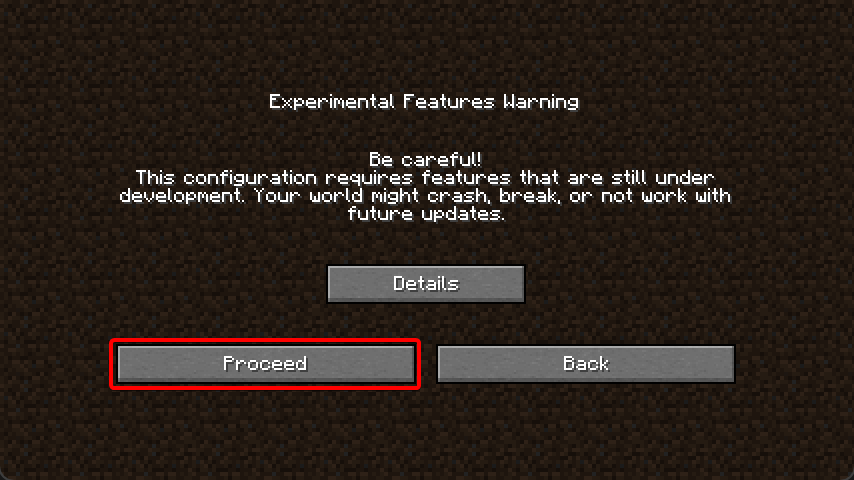 Experimental Features Warning
Be careful!
This configuration requires features that are still under
development. Your world might crash, break, or not work with
future updates.
Details
Proceed
Back